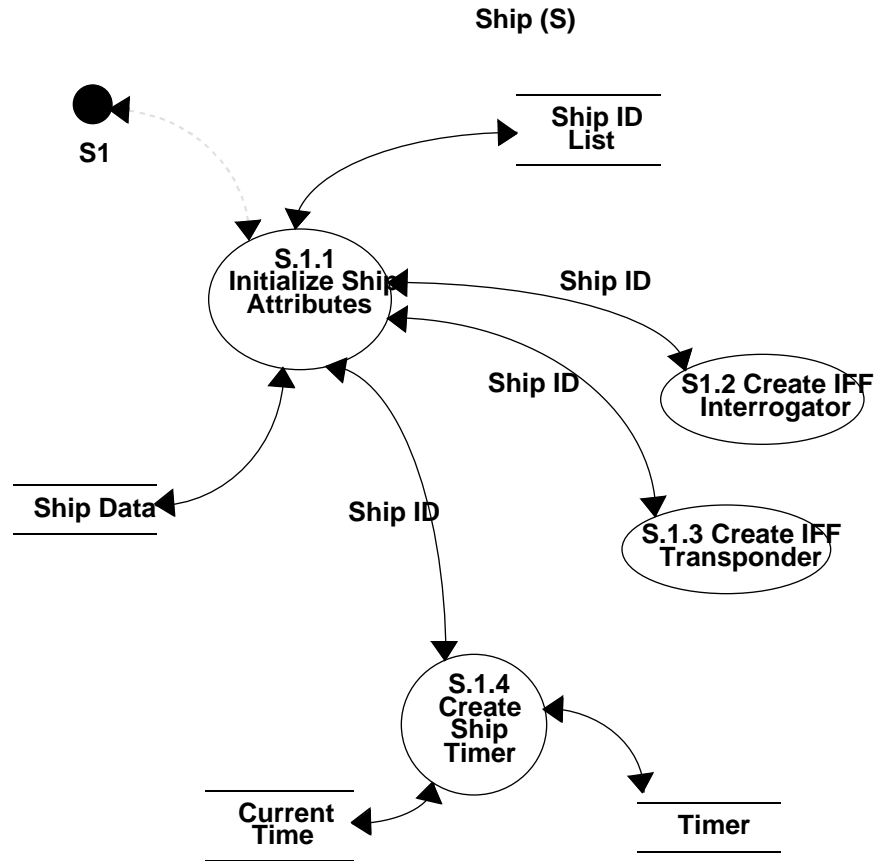 Ship (S)
Ship ID
List
S1
S.1.1
Initialize Ship
Attributes
Ship ID
Ship ID
S1.2 Create IFF
Interrogator
Ship Data
Ship ID
S.1.3 Create IFF
Transponder
S.1.4
Create
Ship
Timer
Current
Time
Timer